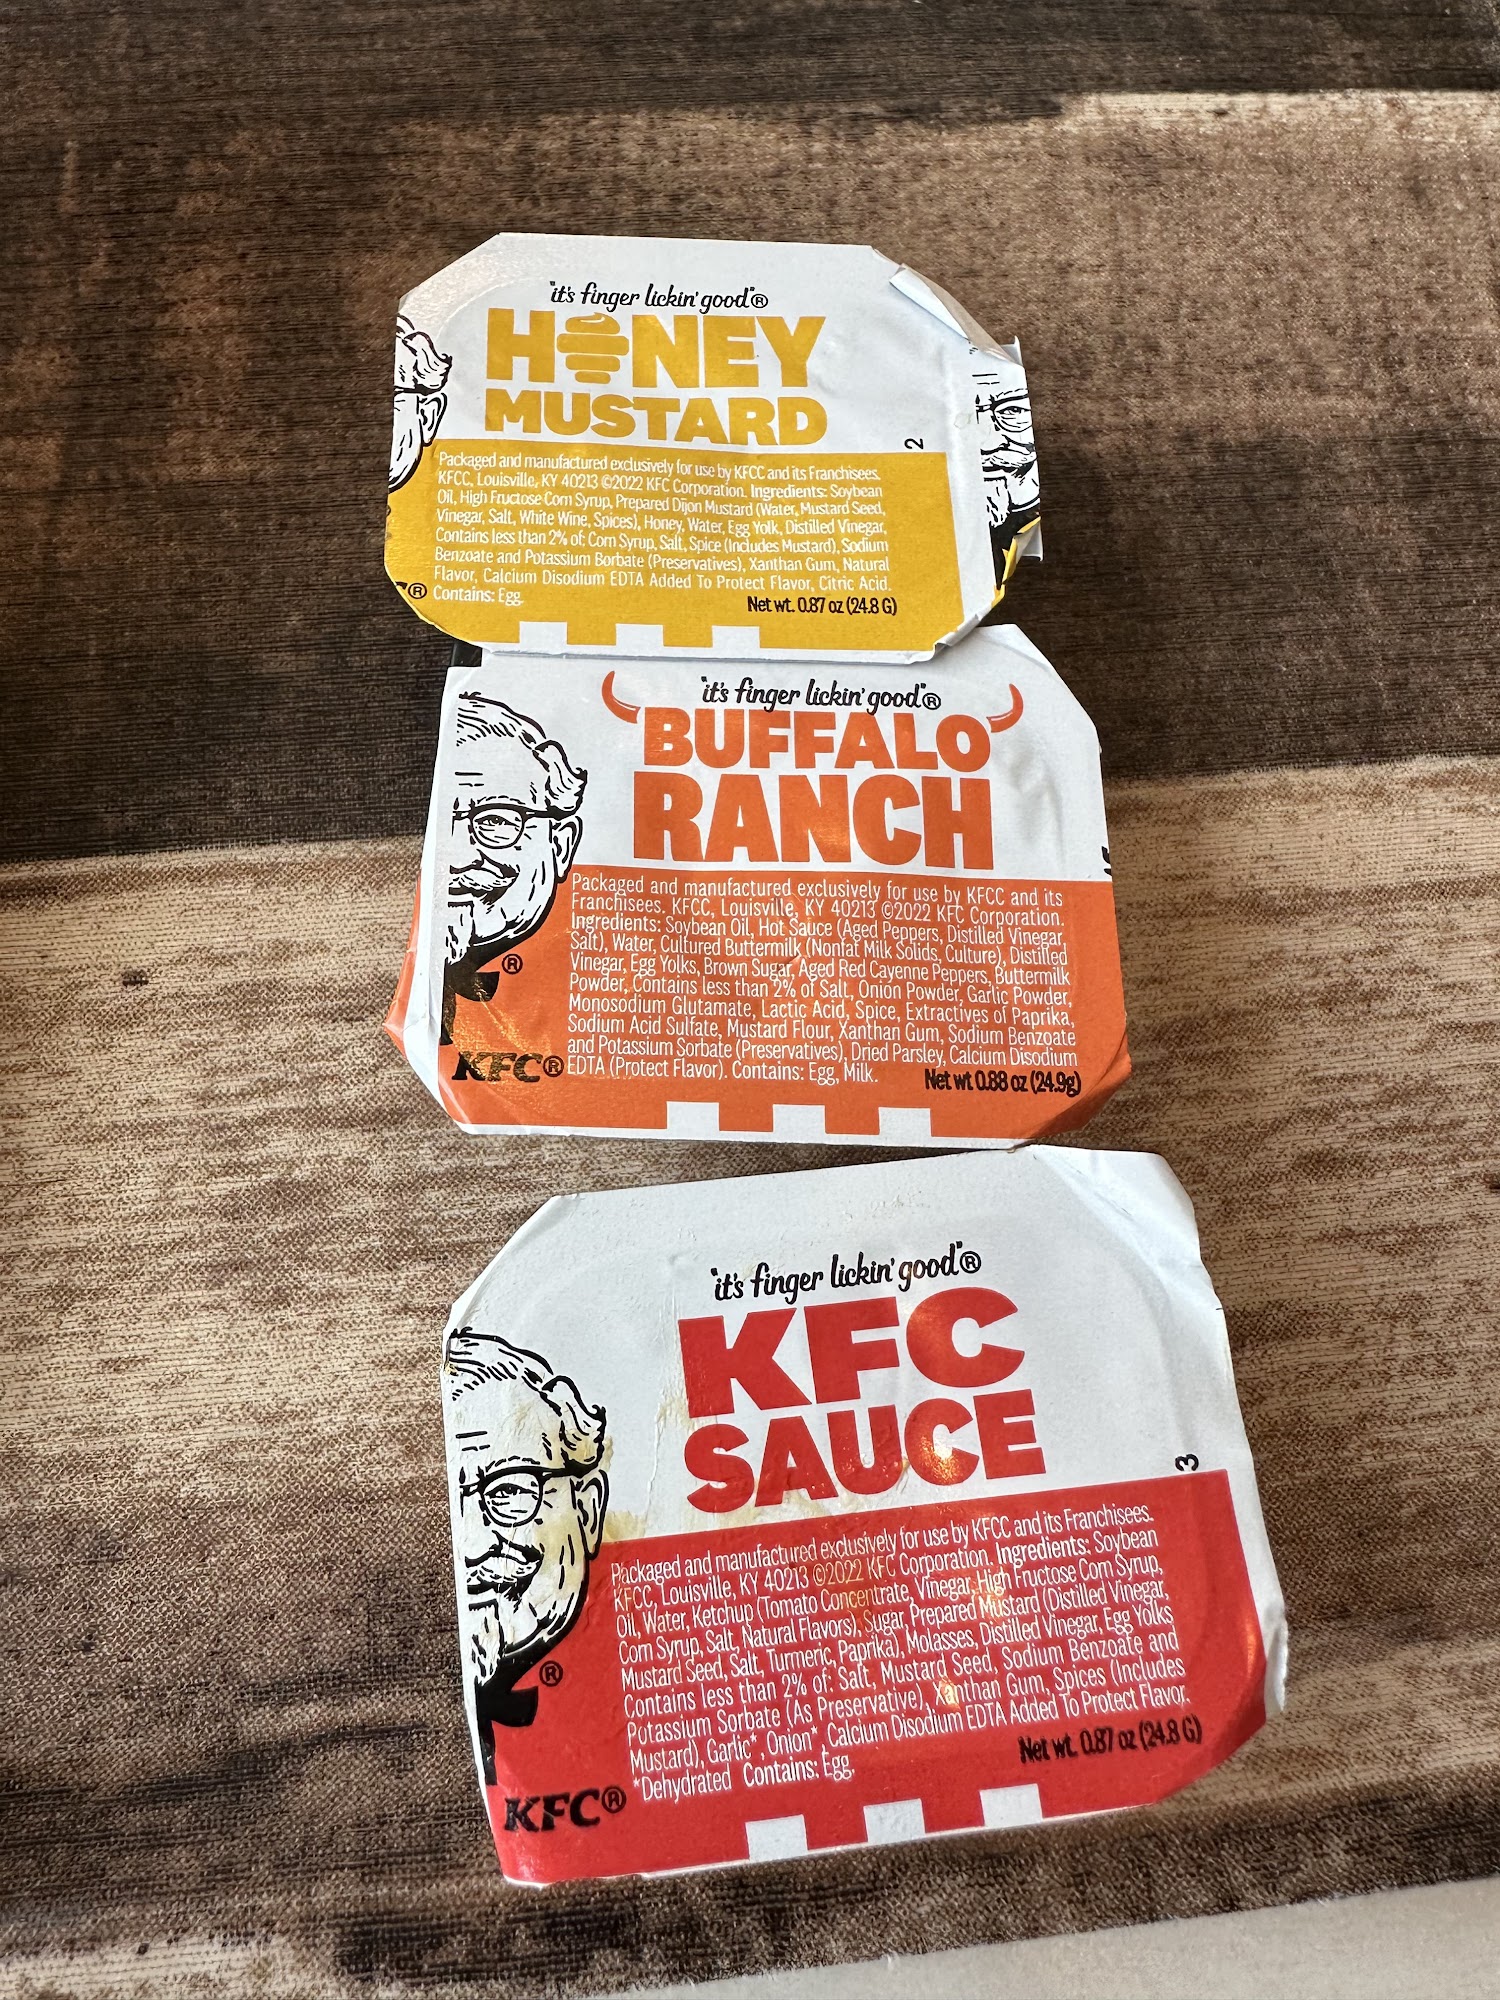 "it's finger lickin' good"®
HONEY
MUSTARD
2
Packaged and manufactured exclusively for use by KFCC and its Franchisees.
KFCC, Louisville, KY 40213 ©2022 KFC Corporation. Ingredients: Soybean
Oil, High Fructose Corn Syrup, Prepared Dijon Mustard (Water, Mustard Seed,
Vinegar, Salt, White Wine, Spices), Honey, Water, Egg Yolk, Distilled Vinegar,
Contains less than 2% of: Corn Syrup, Salt, Spice (Includes Mustard), Sodium
Benzoate and Potassium Borbate (Preservatives), Xanthan Gum, Natural
Flavor, Calcium Disodium EDTA Added To Protect Flavor, Citric Acid.
® Contains: Egg.
Net wt. 0.87 oz (24.8 G)
"it's finger lickin' good"®
BUFFALO
RANCH
Packaged and manufactured exclusively for use by KFCC and its
Franchisees. KFCC, Louisville, KY 40213 ©2022 KFC Corporation.
Ingredients: Soybean Oil, Hot Sauce (Aged Peppers, Distilled Vinegar,
Salt), Water, Cultured Buttermilk (Nonfat Milk Solids, Culture), Distilled
Vinegar, Egg Yolks, Brown Sugar, Aged Red Cayenne Peppers, Buttermilk
Powder, Contains less than 2% of Salt, Onion Powder, Garlic Powder,
Monosodium Glutamate, Lactic Acid, Spice, Extractives of Paprika,
Sodium Acid Sulfate, Mustard Flour, Xanthan Gum, Sodium Benzoate
and Potassium Sorbate (Preservatives), Dried Parsley, Calcium Disodium
EDTA (Protect Flavor). Contains: Egg, Milk.
Net wt 0.88 oz (24.9g)
®
KFC®
"it's finger lickin' good"®
KFC
SAUCE
3
Packaged and manufactured exclusively for use by KFCC and its Franchisees.
KFCC, Louisville, KY 40213 ©2022 KFC Corporation. Ingredients: Soybean
Oil, Water, Ketchup (Tomato Concentrate, Vinegar, High Fructose Corn Syrup,
Corn Syrup, Salt, Natural Flavors), Sugar, Prepared Mustard (Distilled Vinegar,
Mustard Seed, Salt, Turmeric, Paprika), Molasses, Distilled Vinegar, Egg Yolks
Contains less than 2% of: Salt, Mustard Seed, Sodium Benzoate and
Potassium Sorbate (As Preservative), Xanthan Gum, Spices (Includes
Mustard), Garlic*, Onion*, Calcium Disodium EDTA Added To Protect Flavor.
*Dehydrated Contains: Egg.
Net wt. 0.87 oz (24.8 G)
®
KFC®